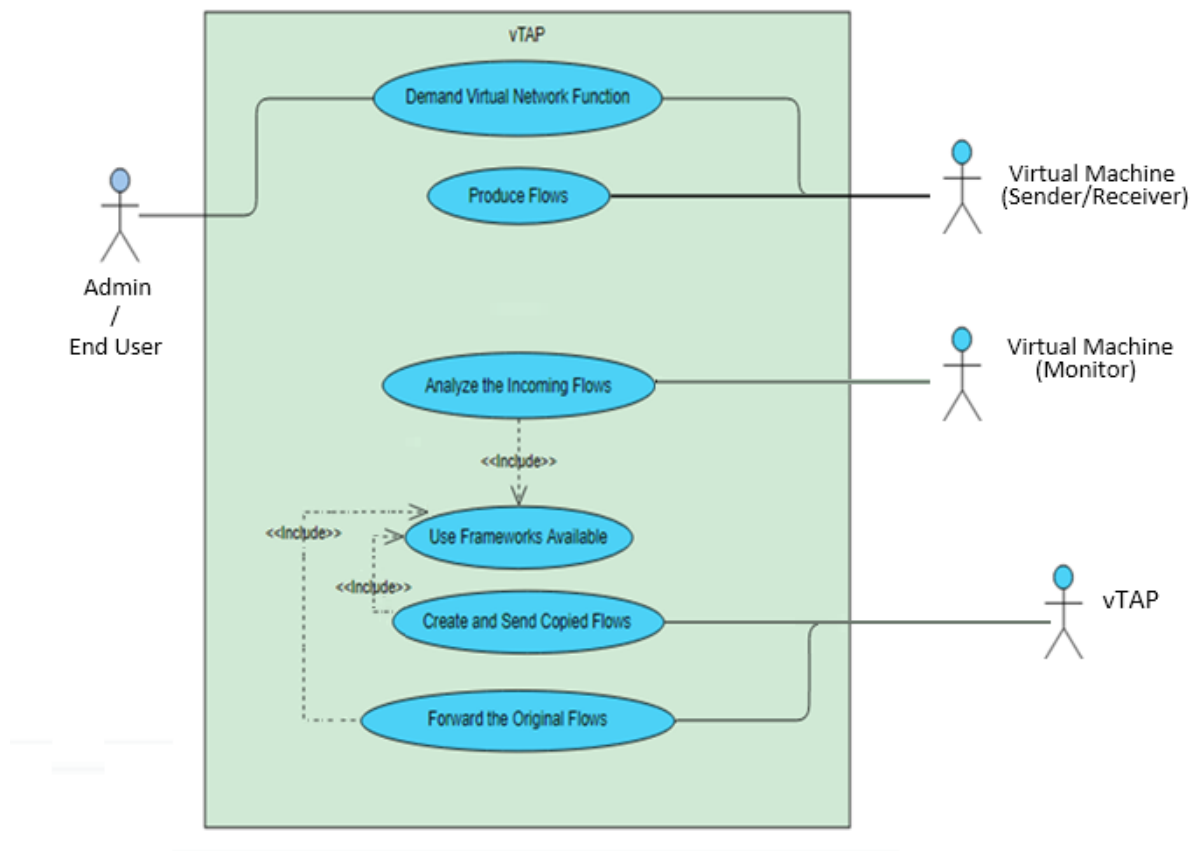 vTAP
Demand Virtual Network Function
Produce Flows
Virtual Machine
(Sender/Receiver)
Admin
/
End User
Virtual Machine
(Monitor)
Analyze the Incoming Flows
<<Include>>
<<Include>>
Use Frameworks Available
<<Include>>
Create and Send Copied Flows
vTAP
Forward the Original Flows